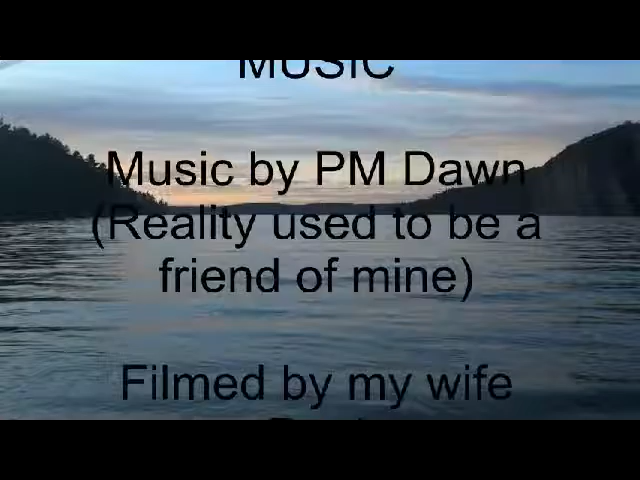 MUSIC
Music by PM Dawn
(Reality used to be a
friend of mine)
Filmed by my wife